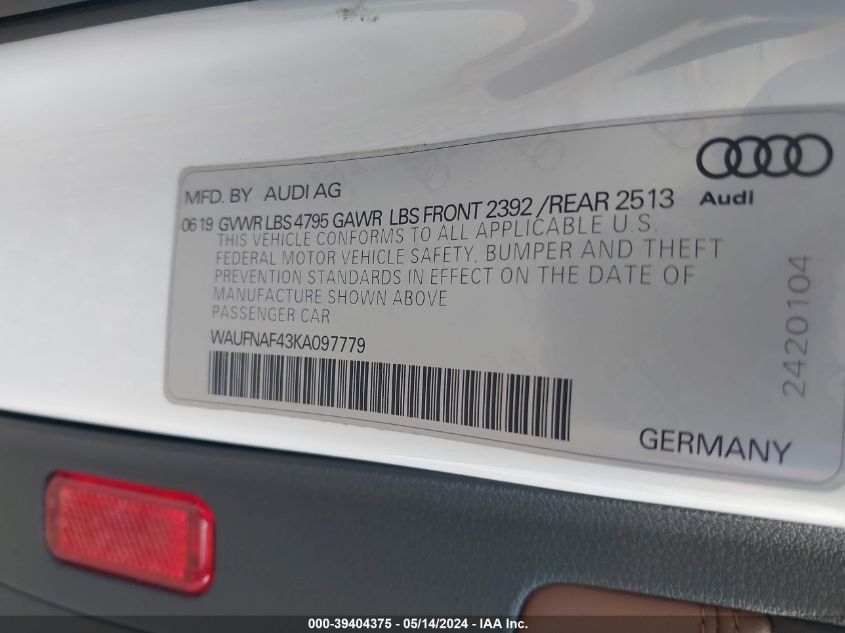 MFD. BY AUDI AG
Audi
0619 GVWR LBS 4795 GAWR LBS FRONT 2392 /REAR 2513
THIS VEHICLE CONFORMS TO ALL APPLICABLE U.S.
FEDERAL MOTOR VEHICLE SAFETY, BUMPER AND THEFT
PREVENTION STANDARDS IN EFFECT ON THE DATE OF
MANUFACTURE SHOWN ABOVE
PASSENGER CAR
WAUFNAF43KA097779
2420104
GERMANY
000-39404375 - 05/14/2024 - IAA Inc.